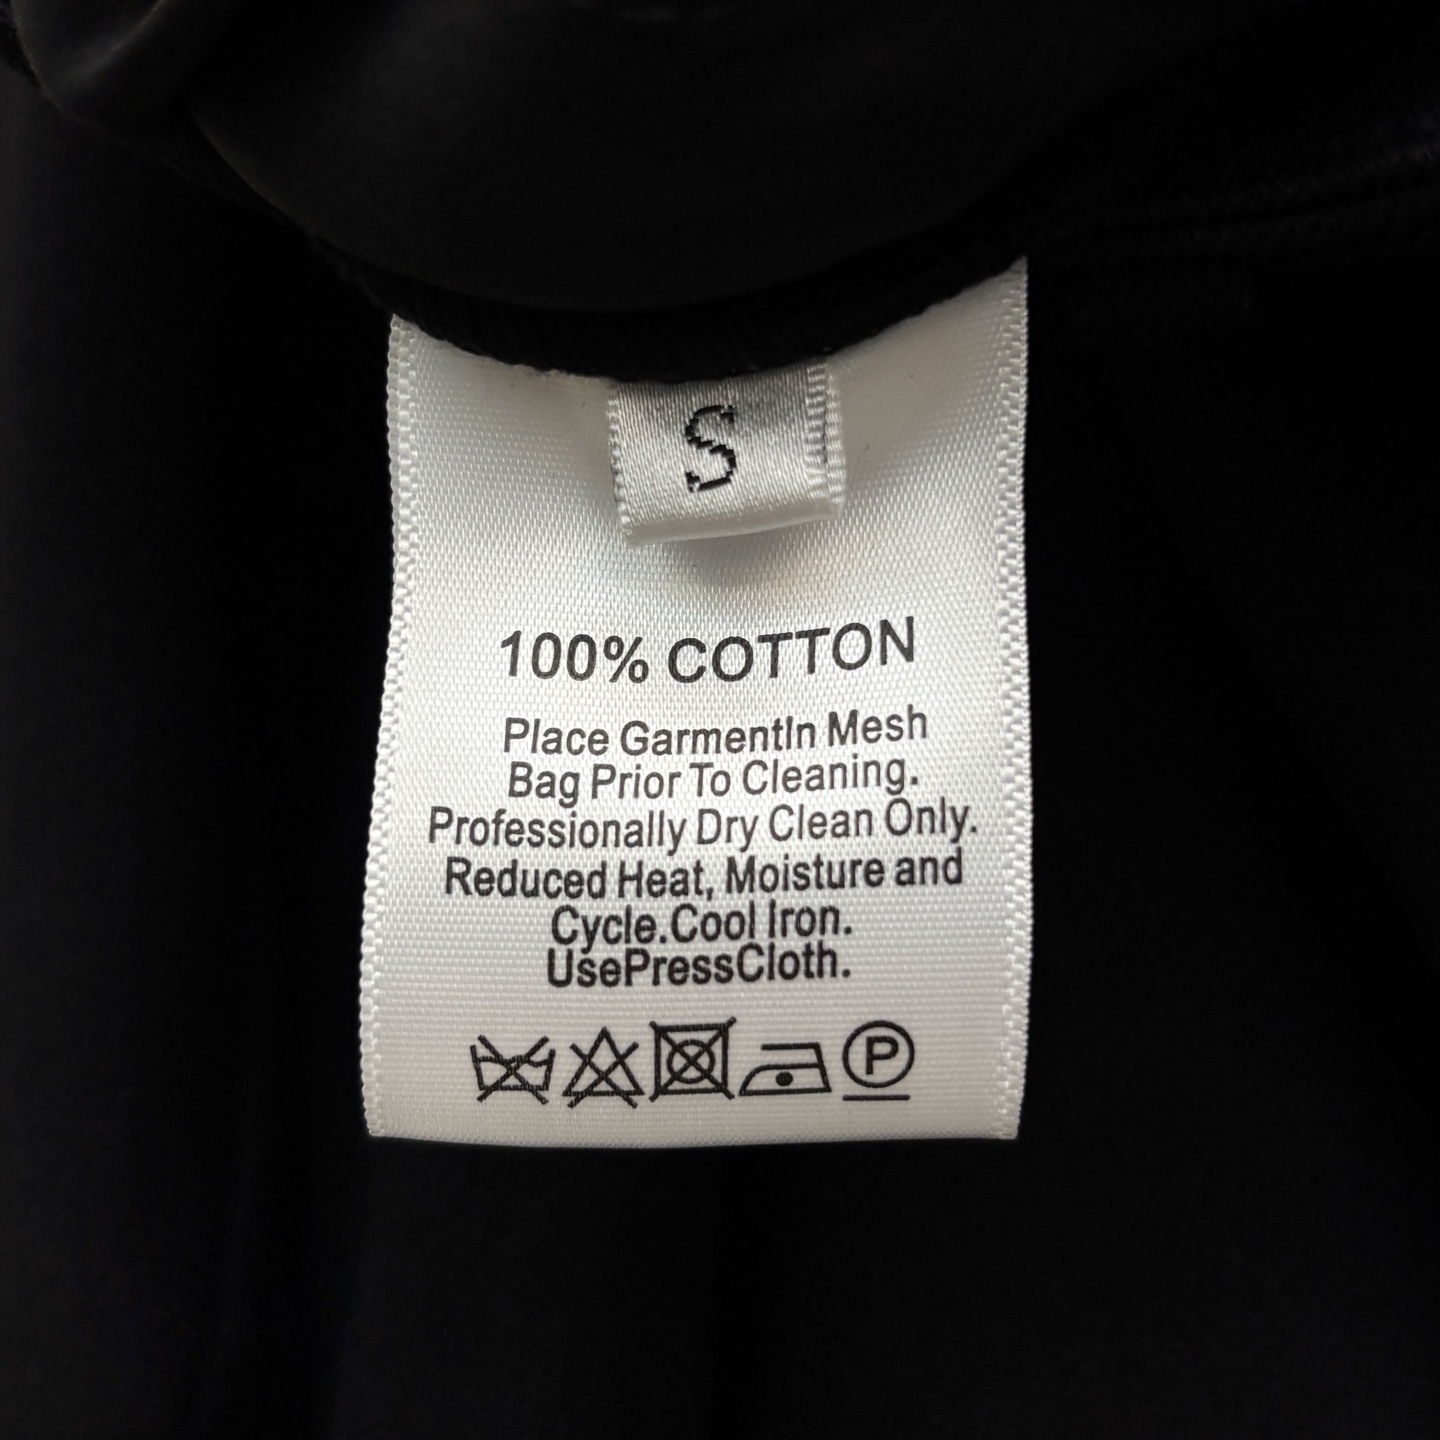 S
100% COTTON
Place GarmentIn Mesh
Bag Prior To Cleaning.
Professionally Dry Clean Only.
Reduced Heat, Moisture and
Cycle.Cool Iron.
UsePressCloth.
P